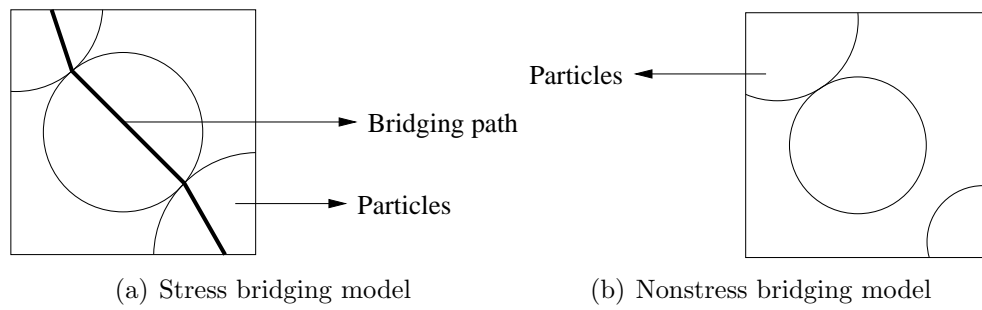 Particles
Bridging path
Particles
(a) Stress bridging model
(b) Nonstress bridging model